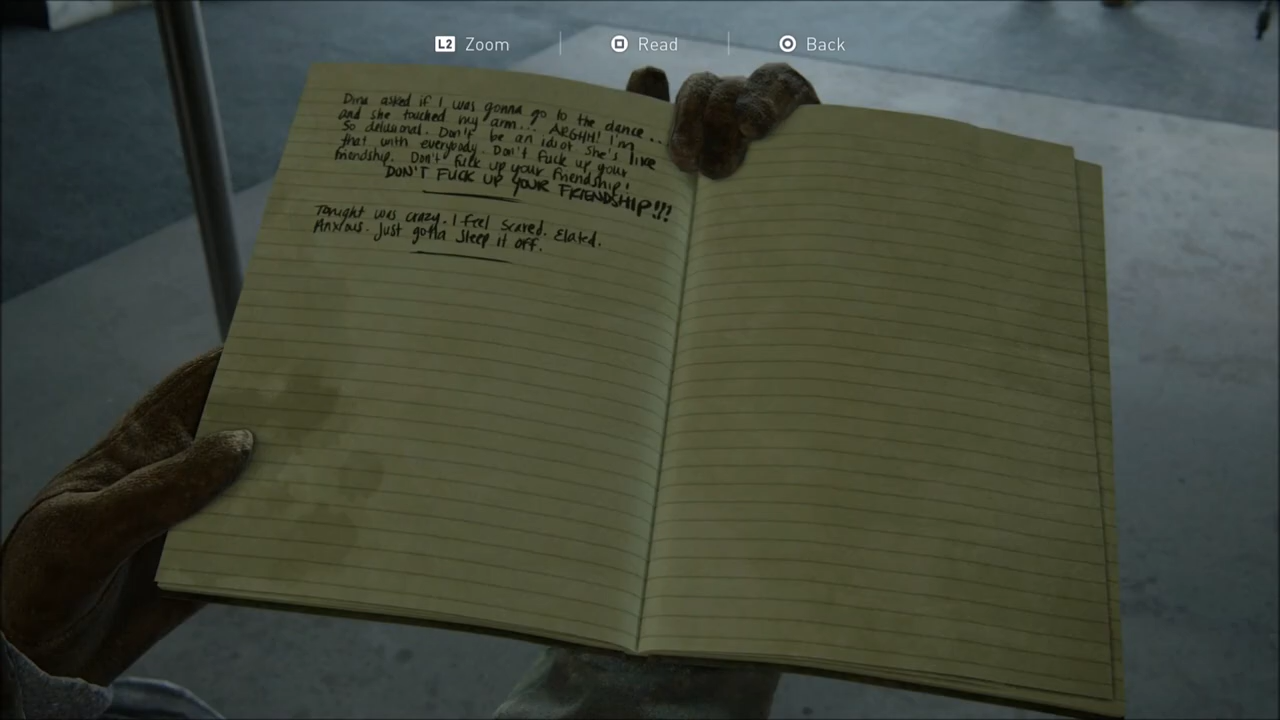 L2 Zoom | Read | Back
Dina asked if I was gonna go to the dance...
and she touched my arm... ARGHH! I'm
So delusional. Don't be an idiot. She's like
that with everybody. Don't fuck up your
friendship. Don't fuck up your friendship!
DON'T FUCK UP YOUR FRIENDSHIP!!!
Tonight was crazy. I feel scared. Elated.
Anxious. Just gotta sleep it off.